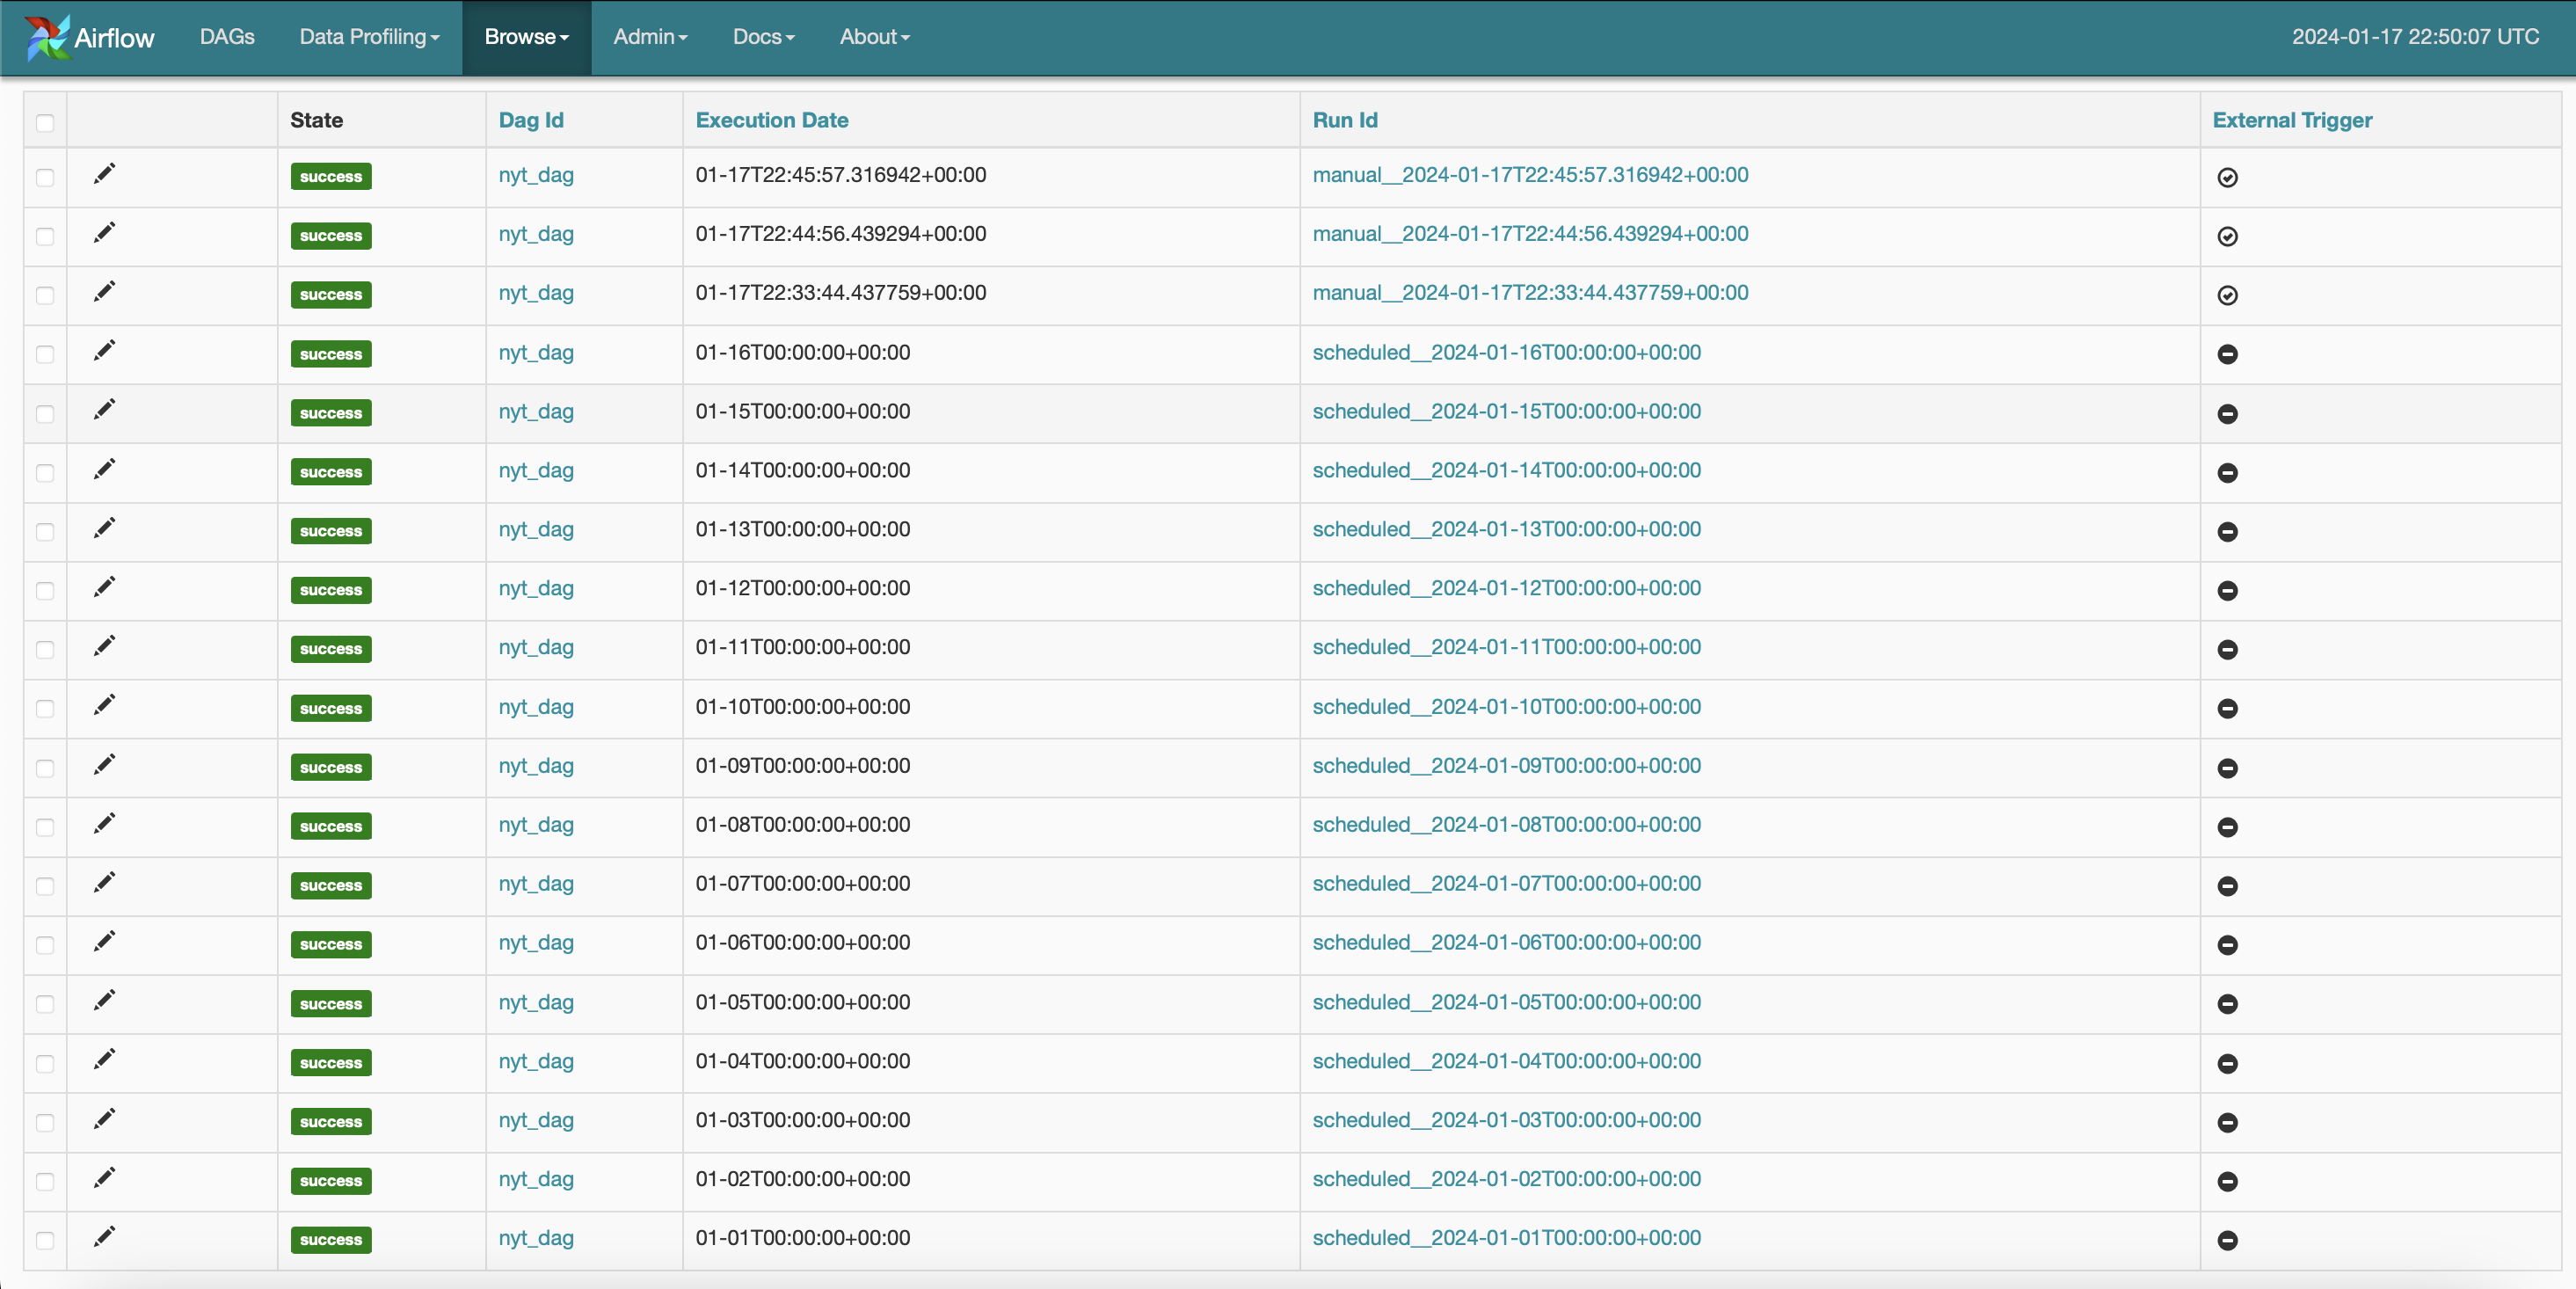 Airflow DAGs Data Profiling Browse Admin Docs About 2024-01-17 22:50:07 UTC
State Dag Id Execution Date Run Id External Trigger
success nyt_dag 01-17T22:45:57.316942+00:00 manual__2024-01-17T22:45:57.316942+00:00
success nyt_dag 01-17T22:44:56.439294+00:00 manual__2024-01-17T22:44:56.439294+00:00
success nyt_dag 01-17T22:33:44.437759+00:00 manual__2024-01-17T22:33:44.437759+00:00
success nyt_dag 01-16T00:00:00+00:00 scheduled__2024-01-16T00:00:00+00:00
success nyt_dag 01-15T00:00:00+00:00 scheduled__2024-01-15T00:00:00+00:00
success nyt_dag 01-14T00:00:00+00:00 scheduled__2024-01-14T00:00:00+00:00
success nyt_dag 01-13T00:00:00+00:00 scheduled__2024-01-13T00:00:00+00:00
success nyt_dag 01-12T00:00:00+00:00 scheduled__2024-01-12T00:00:00+00:00
success nyt_dag 01-11T00:00:00+00:00 scheduled__2024-01-11T00:00:00+00:00
success nyt_dag 01-10T00:00:00+00:00 scheduled__2024-01-10T00:00:00+00:00
success nyt_dag 01-09T00:00:00+00:00 scheduled__2024-01-09T00:00:00+00:00
success nyt_dag 01-08T00:00:00+00:00 scheduled__2024-01-08T00:00:00+00:00
success nyt_dag 01-07T00:00:00+00:00 scheduled__2024-01-07T00:00:00+00:00
success nyt_dag 01-06T00:00:00+00:00 scheduled__2024-01-06T00:00:00+00:00
success nyt_dag 01-05T00:00:00+00:00 scheduled__2024-01-05T00:00:00+00:00
success nyt_dag 01-04T00:00:00+00:00 scheduled__2024-01-04T00:00:00+00:00
success nyt_dag 01-03T00:00:00+00:00 scheduled__2024-01-03T00:00:00+00:00
success nyt_dag 01-02T00:00:00+00:00 scheduled__2024-01-02T00:00:00+00:00
success nyt_dag 01-01T00:00:00+00:00 scheduled__2024-01-01T00:00:00+00:00